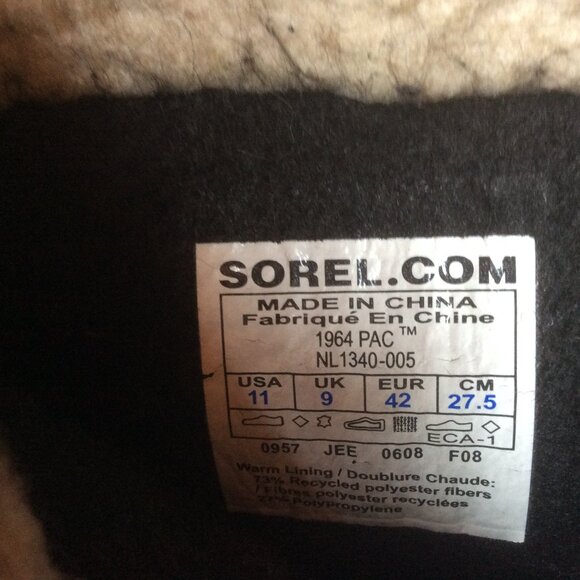 SOREL.COM
MADE IN CHINA
Fabriqué En Chine
1964 PAC™
NL1340-005
USA UK EUR CM
11 9 42 27.5
ECA-1
0957 JEE 0608 F08
Warm Lining / Doublure Chaude:
73% Recycled polyester fibers
/ Fibres polyester recyclées
27% Polypropylene